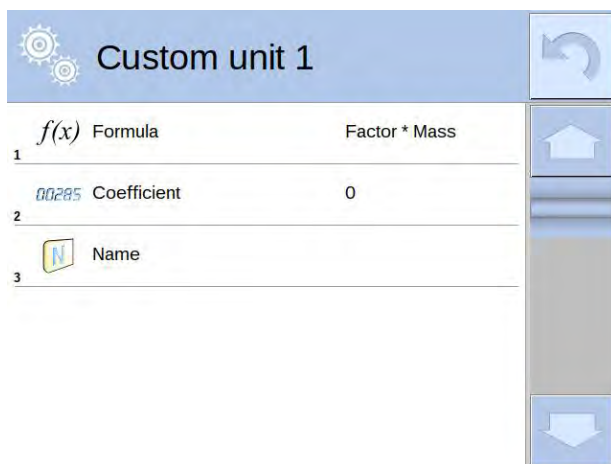 Custom unit 1
f(x) Formula Factor * Mass
1
00285 Coefficient 0
2
N Name
3